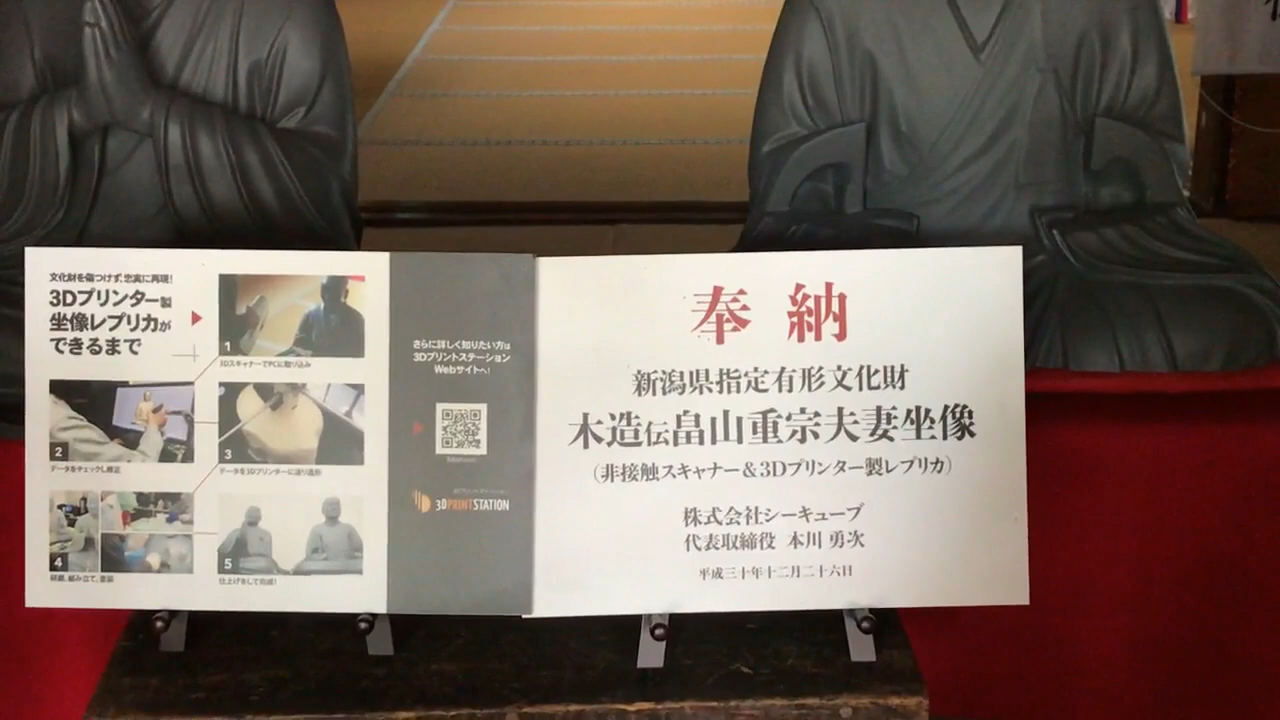 文化財を傷つけず、忠実に再現!
3Dプリンター製
坐像レプリカが
できるまで
1
3DスキャナーでPCに取り込み
2
データをチェックし修正
3
データを3Dプリンターに送り造形
4
研磨、組み立て、塗装
5
仕上げをして完成!
さらに詳しく知りたい方は
3Dプリントステーション
Webサイトへ!
3DPRINTSTATION
奉納
新潟県指定有形文化財
木造伝畠山重宗夫妻坐像
(非接触スキャナー&3Dプリンター製レプリカ)
株式会社シーキューブ
代表取締役 本川 勇次
平成三十年十二月二十六日